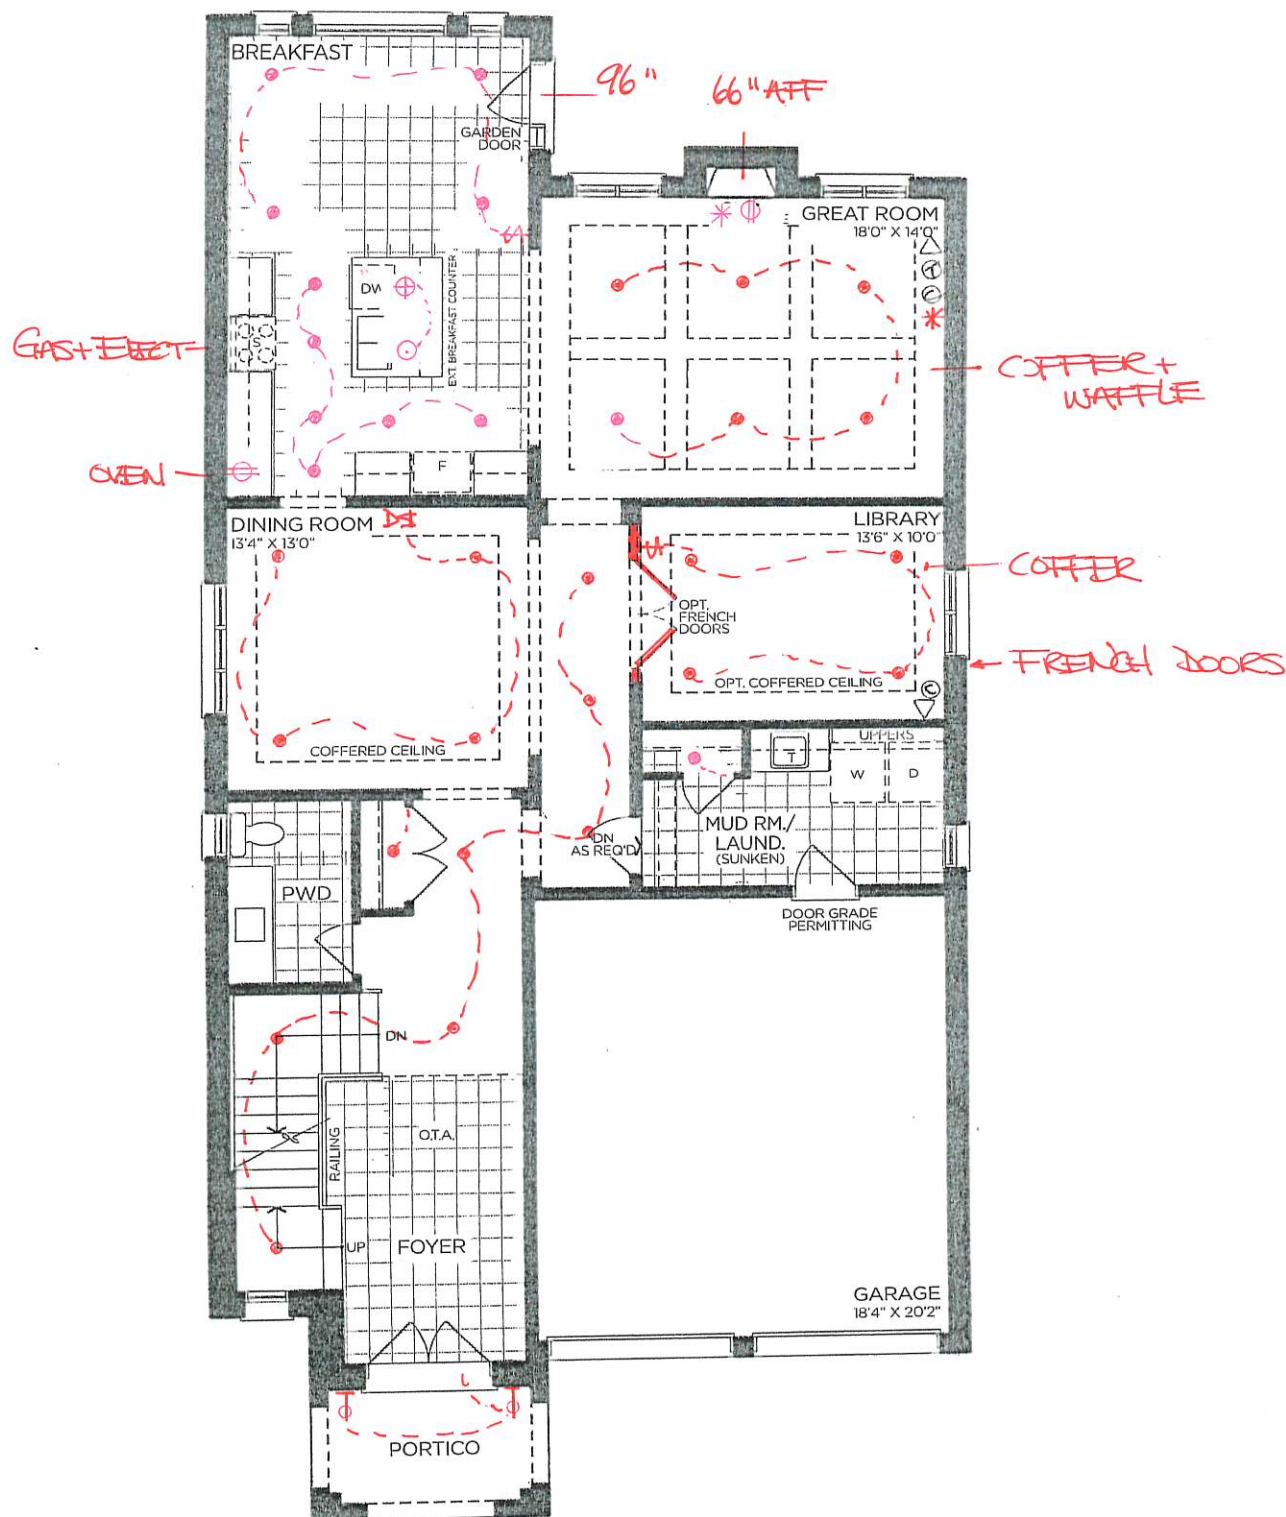 BREAKFAST
96"
66" AFF
GARDEN
DOOR
GREAT ROOM
18'0" X 14'0"
T
C
DW
EXT. BREAKFAST COUNTER
S
GAS+ELECT
COFFER +
WAFFLE
OVEN
F
DINING ROOM
13'4" X 13'0"
LIBRARY
13'6" X 10'0"
COFFER
OPT.
FRENCH
DOORS
FRENCH DOORS
OPT. COFFERED CEILING
C
COFFERED CEILING
UPPERS
T
W
D
MUD RM./
LAUND.
(SUNKEN)
DN
AS REQ'D
PWD
DOOR GRADE
PERMITTING
DN
RAILING
O.T.A.
UP
FOYER
GARAGE
18'4" X 20'2"
PORTICO